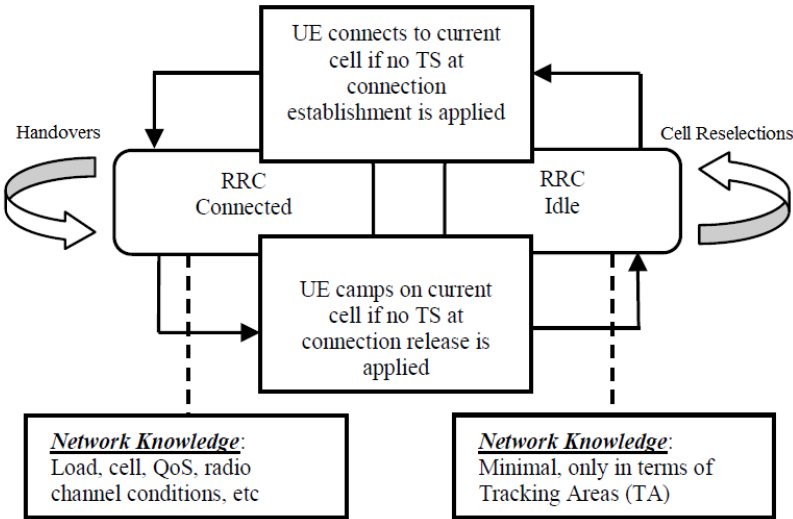 UE connects to current
cell if no TS at
connection
establishment is applied
Handovers
Cell Reselections
RRC
Connected
RRC
Idle
UE camps on current
cell if no TS at
connection release is
applied
Network Knowledge:
Load, cell, QoS, radio
channel conditions, etc
Network Knowledge:
Minimal, only in terms of
Tracking Areas (TA)